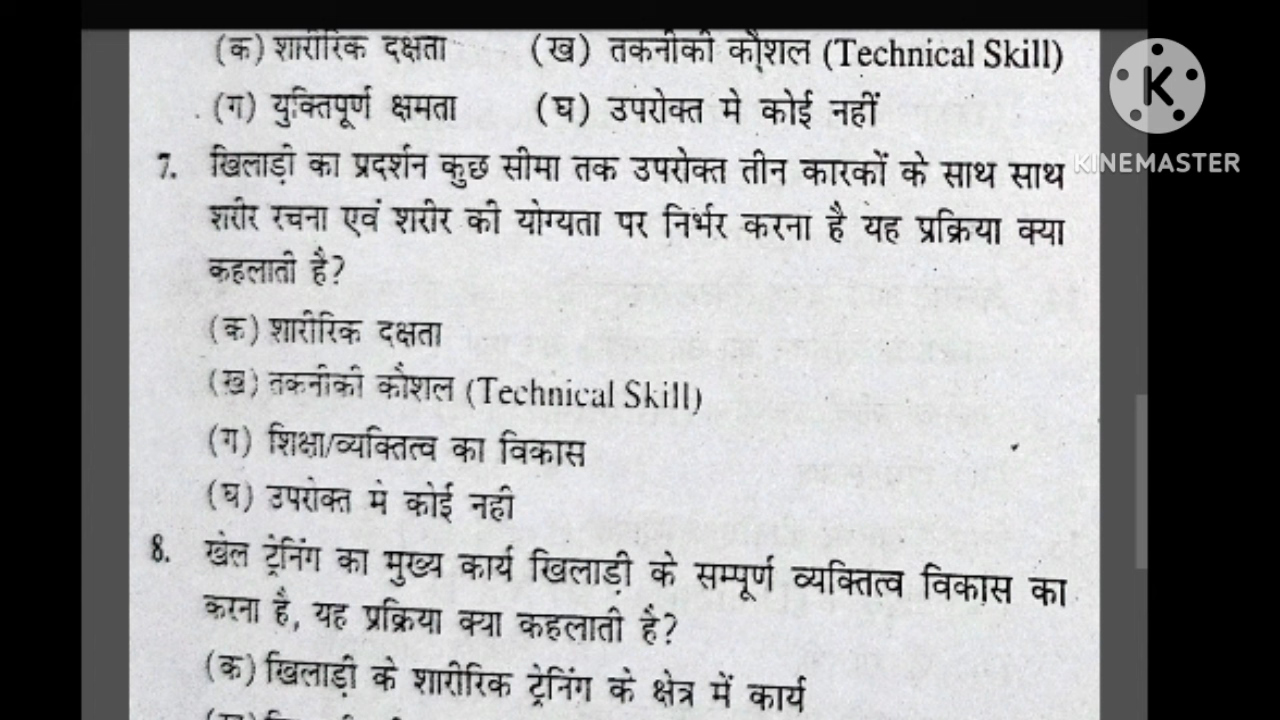 (क) शारीरिक दक्षता (ख) तकनीकी कौशल (Technical Skill)
(ग) युक्तिपूर्ण क्षमता (घ) उपरोक्त मे कोई नहीं
7. खिलाड़ी का प्रदर्शन कुछ सीमा तक उपरोक्त तीन कारकों के साथ साथ
शरीर रचना एवं शरीर की योग्यता पर निर्भर करना है यह प्रक्रिया क्या
कहलाती है?
(क) शारीरिक दक्षता
(ख) तकनीकी कौशल (Technical Skill)
(ग) शिक्षा/व्यक्तित्व का विकास
(घ) उपरोक्त मे कोई नही
8. खेल ट्रेनिंग का मुख्य कार्य खिलाड़ी के सम्पूर्ण व्यक्तित्व विकास का
करना है, यह प्रक्रिया क्या कहलाती है?
(क) खिलाड़ी के शारीरिक ट्रेनिंग के क्षेत्र में कार्य
K
KINEMASTER